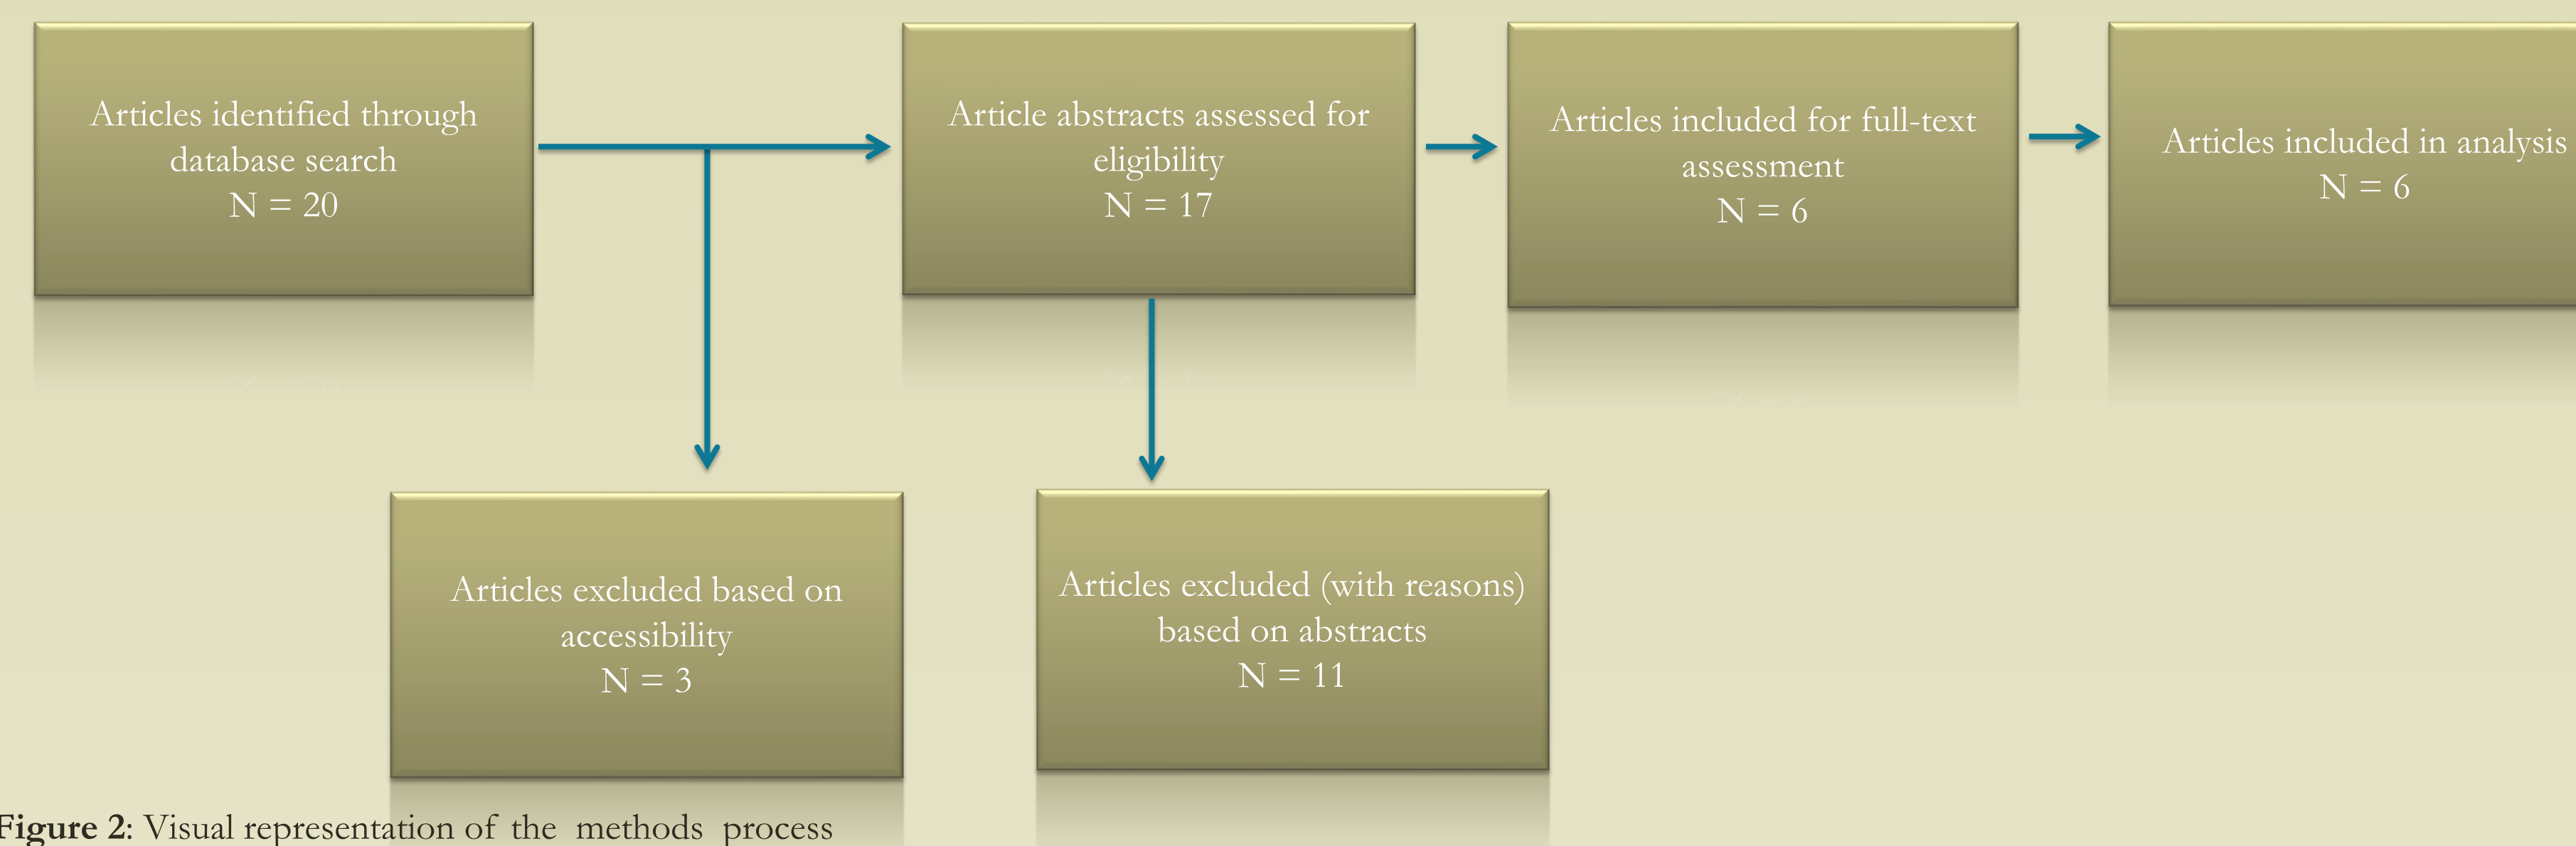 Articles identified through
database search
N = 20
Article abstracts assessed for
eligibility
N = 17
Articles included for full-text
assessment
N = 6
Articles included in analysis
N = 6
Articles excluded based on
accessibility
N = 3
Articles excluded (with reasons)
based on abstracts
N = 11
Figure 2: Visual representation of the methods process